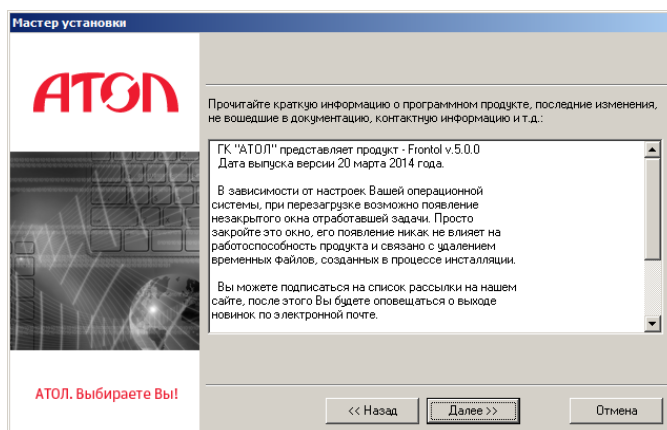 Мастер установки
АТОЛ
Прочитайте краткую информацию о программном продукте, последние изменения,
не вошедшие в документацию, контактную информацию и т.д.:
ГК "АТОЛ" представляет продукт - Frontol v.5.0.0
Дата выпуска версии 20 марта 2014 года.
В зависимости от настроек Вашей операционной
системы, при перезагрузке возможно появление
незакрытого окна отработавшей задачи. Просто
закройте это окно, его появление никак не влияет на
работоспособность продукта и связано с удалением
временных файлов, созданных в процессе инсталляции.
Вы можете подписаться на список рассылки на нашем
сайте, после этого Вы будете оповещаться о выходе
новинок по электронной почте.
АТОЛ. Выбираете Вы!
<< Назад
Далее >>
Отмена